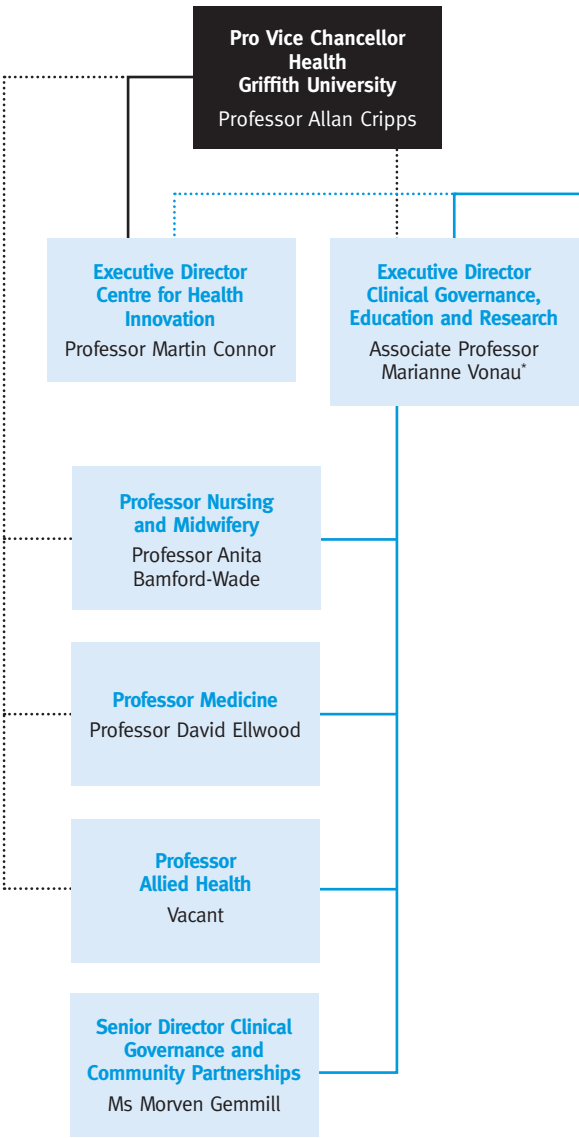 Pro Vice Chancellor
Health
Griffith University
Professor Allan Cripps
Executive Director
Centre for Health
Innovation
Professor Martin Connor
Executive Director
Clinical Governance,
Education and Research
Associate Professor
Marianne Vonau*
Professor Nursing
and Midwifery
Professor Anita
Bamford-Wade
Professor Medicine
Professor David Ellwood
Professor
Allied Health
Vacant
Senior Director Clinical
Governance and
Community Partnerships
Ms Morven Gemmill